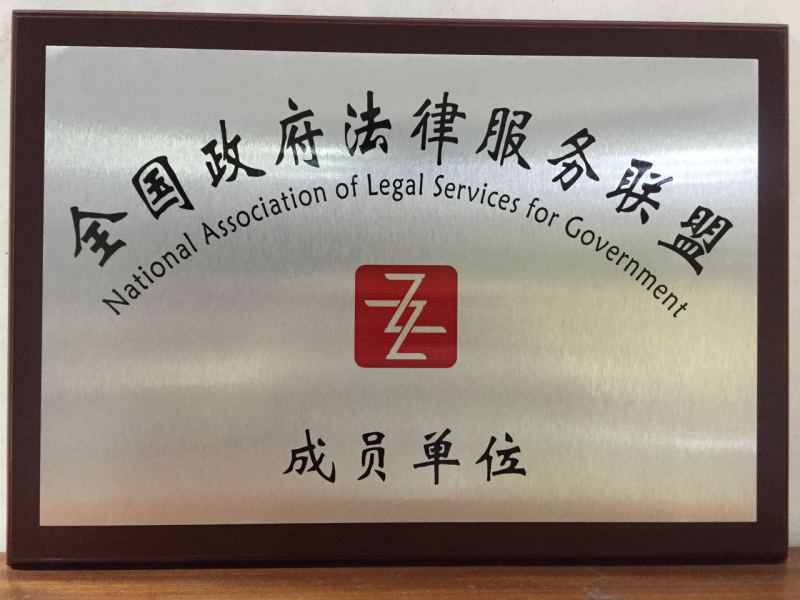 全国政府法律服务联盟
National Association of Legal Services for Government
成员单位